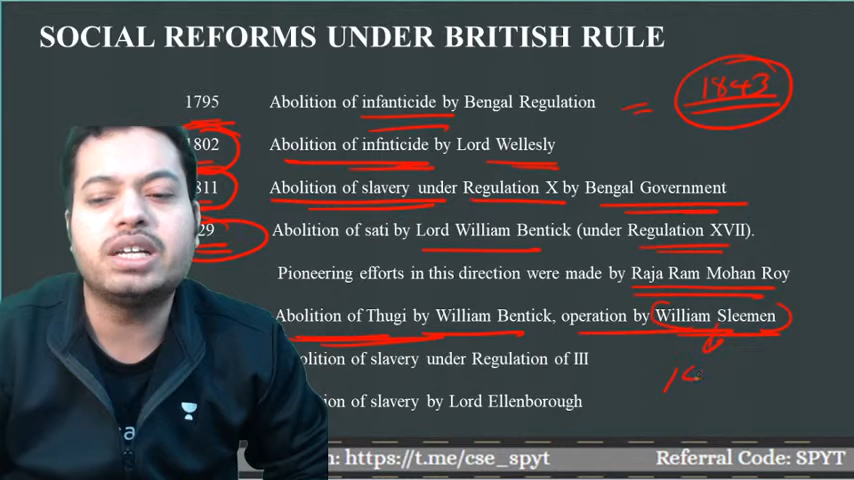 SOCIAL REFORMS UNDER BRITISH RULE
1795 Abolition of infanticide by Bengal Regulation = 1843
1802 Abolition of infnticide by Lord Wellesly
811 Abolition of slavery under Regulation X by Bengal Government
29 Abolition of sati by Lord William Bentick (under Regulation XVII).
Pioneering efforts in this direction were made by Raja Ram Mohan Roy
Abolition of Thugi by William Bentick, operation by William Sleemen
olition of slavery under Regulation of III
ion of slavery by Lord Ellenborough
n: https://t.me/cse_spyt Referral Code: SPYT